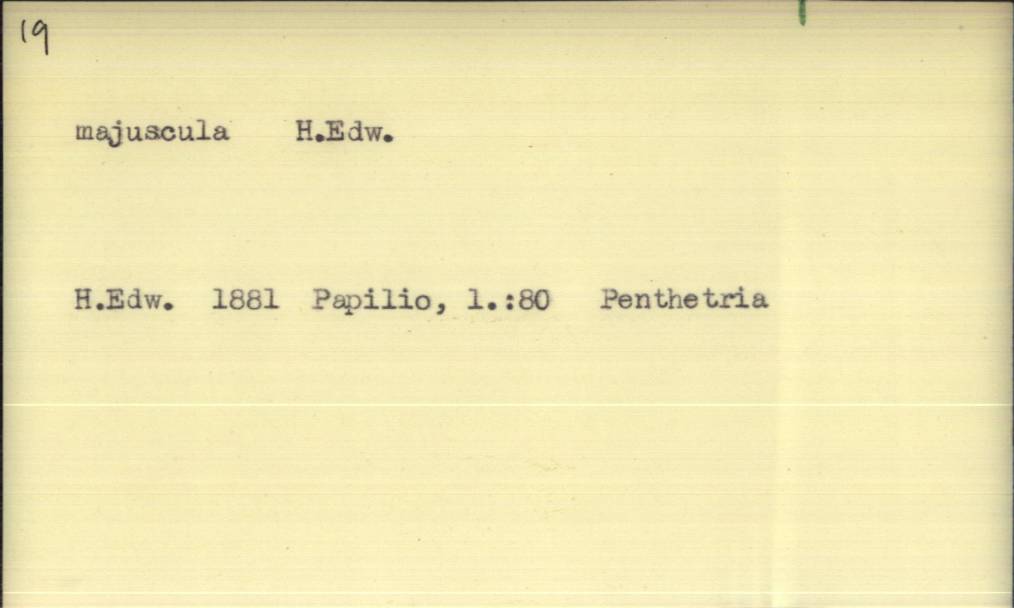 19
majuscula H.Edw.
H.Edw. 1881 Papilio, 1.:80 Penthetria